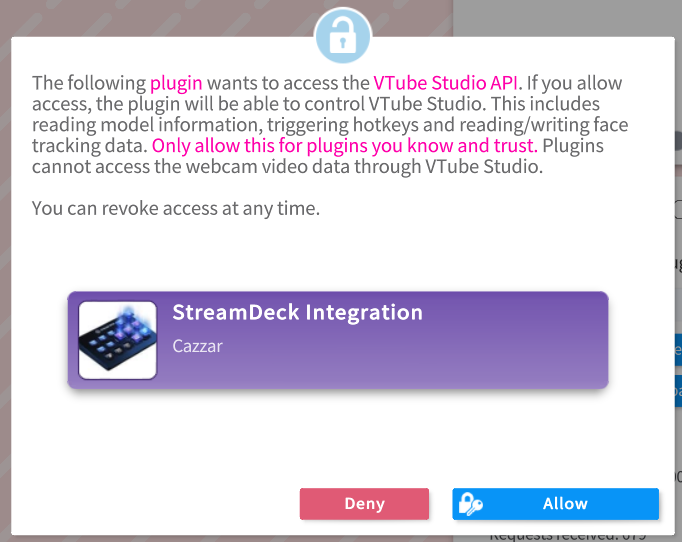 The following plugin wants to access the VTube Studio API. If you allow
access, the plugin will be able to control VTube Studio. This includes
reading model information, triggering hotkeys and reading/writing face
tracking data. Only allow this for plugins you know and trust. Plugins
cannot access the webcam video data through VTube Studio.
You can revoke access at any time.
StreamDeck Integration
Cazzar
Deny
Allow